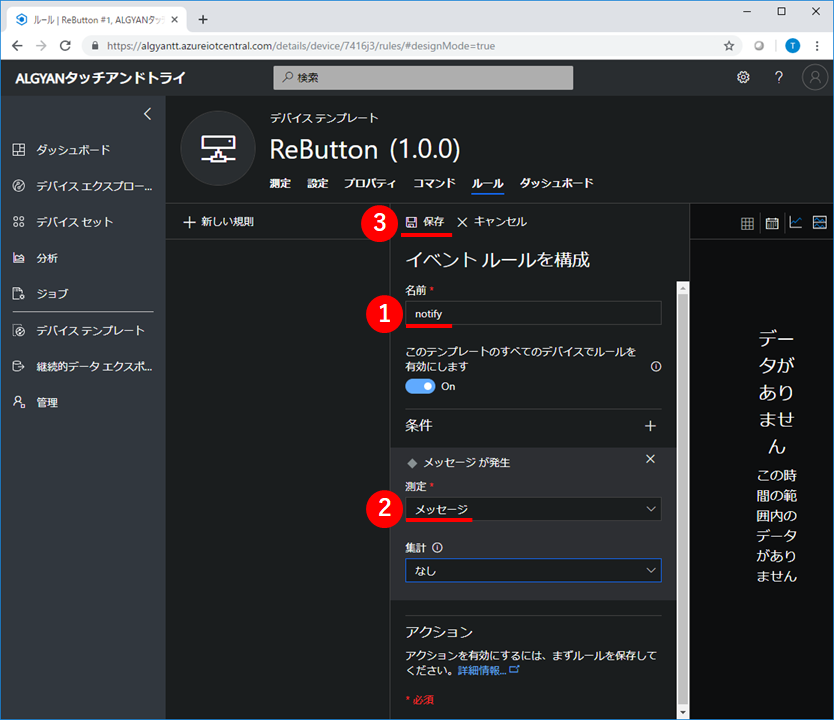 ルール | ReButton #1, ALGYANタッチ
https://algyantt.azureiotcentral.com/details/device/7416j3/rules/#designMode=true
T
ALGYANタッチアンドトライ
検索
?
デバイス テンプレート
ReButton (1.0.0)
測定 設定 プロパティ コマンド ルール ダッシュボード
ダッシュボード
デバイス エクスプロー...
デバイス セット
分析
ジョブ
デバイス テンプレート
継続的データ エクスポ...
管理
新しい規則
3
保存
キャンセル
イベント ルールを構成
名前 *
1
notify
このテンプレートのすべてのデバイスでルールを
有効にします
On
条件
メッセージ が発生
測定 *
2
メッセージ
集計
なし
アクション
アクションを有効にするには、まずルールを保存して
ください。詳細情報...
* 必須
デー
タが
あり
ませ
ん
この時
間の範
囲内の
データ
があり
ません